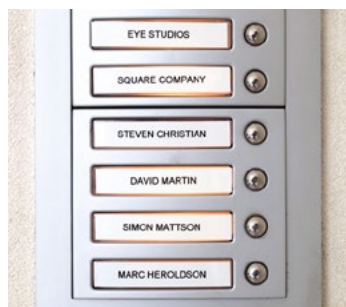 EYE STUDIOS
SQUARE COMPANY
STEVEN CHRISTIAN
DAVID MARTIN
SIMON MATTSON
MARC HEROLDSON